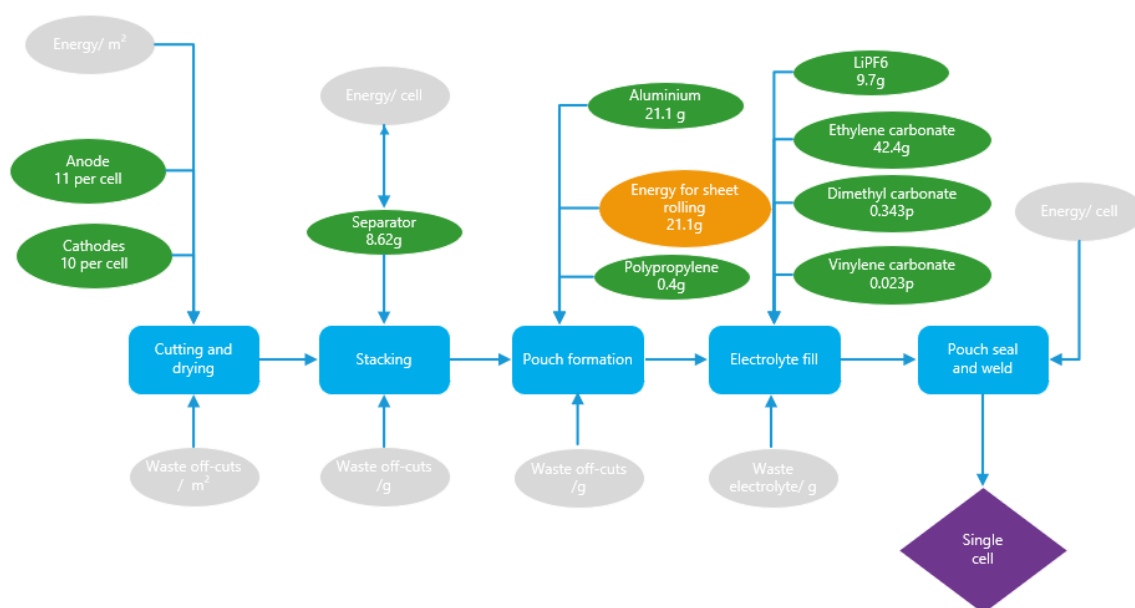 Energy/ m²
Energy/ cell
LiPF6
9.7g
Aluminium
21.1 g
Ethylene carbonate
42.4g
Anode
11 per cell
Energy for sheet
rolling
21.1g
Dimethyl carbonate
0.343p
Energy/ cell
Separator
8.62g
Cathodes
10 per cell
Polypropylene
0.4g
Vinylene carbonate
0.023p
Cutting and
drying
Stacking
Pouch formation
Electrolyte fill
Pouch seal
and weld
Waste off-cuts
/ m²
Waste off-cuts
/g
Waste off-cuts
/g
Waste
electrolyte/ g
Single
cell